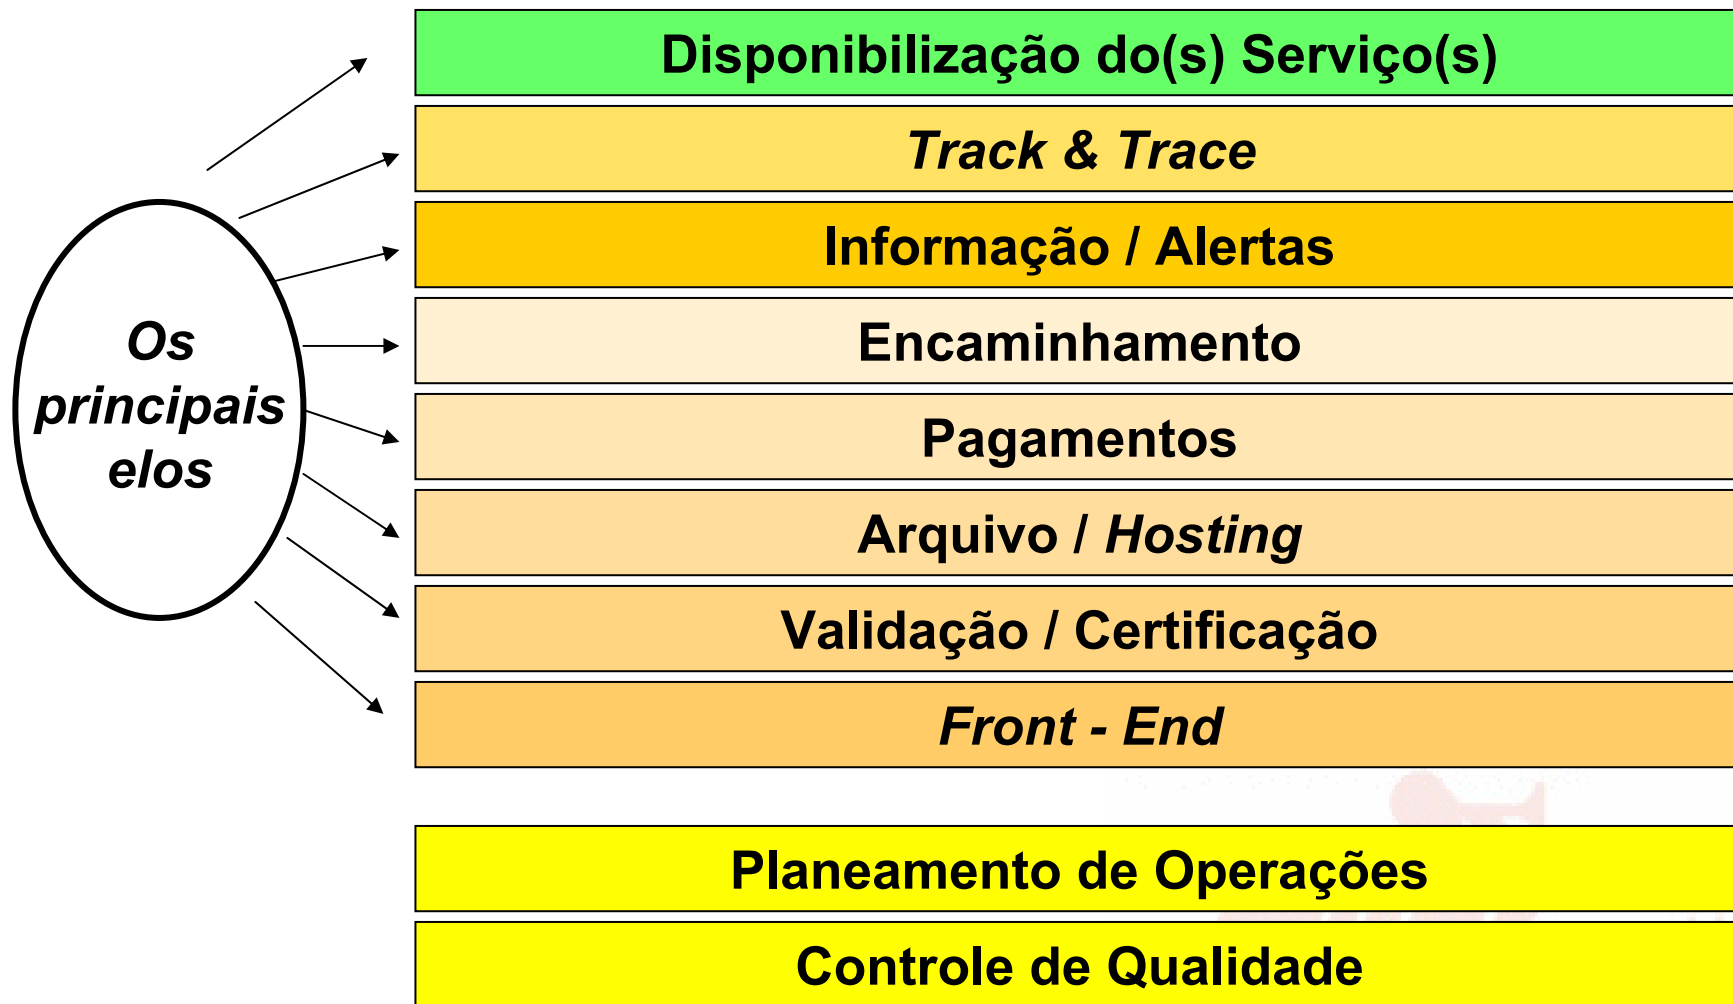 Disponibilização do(s) Serviço(s)
Track & Trace
Informação / Alertas
Os
principais
elos
Encaminhamento
Pagamentos
Arquivo / Hosting
Validação / Certificação
Front - End
Planeamento de Operações
Controle de Qualidade